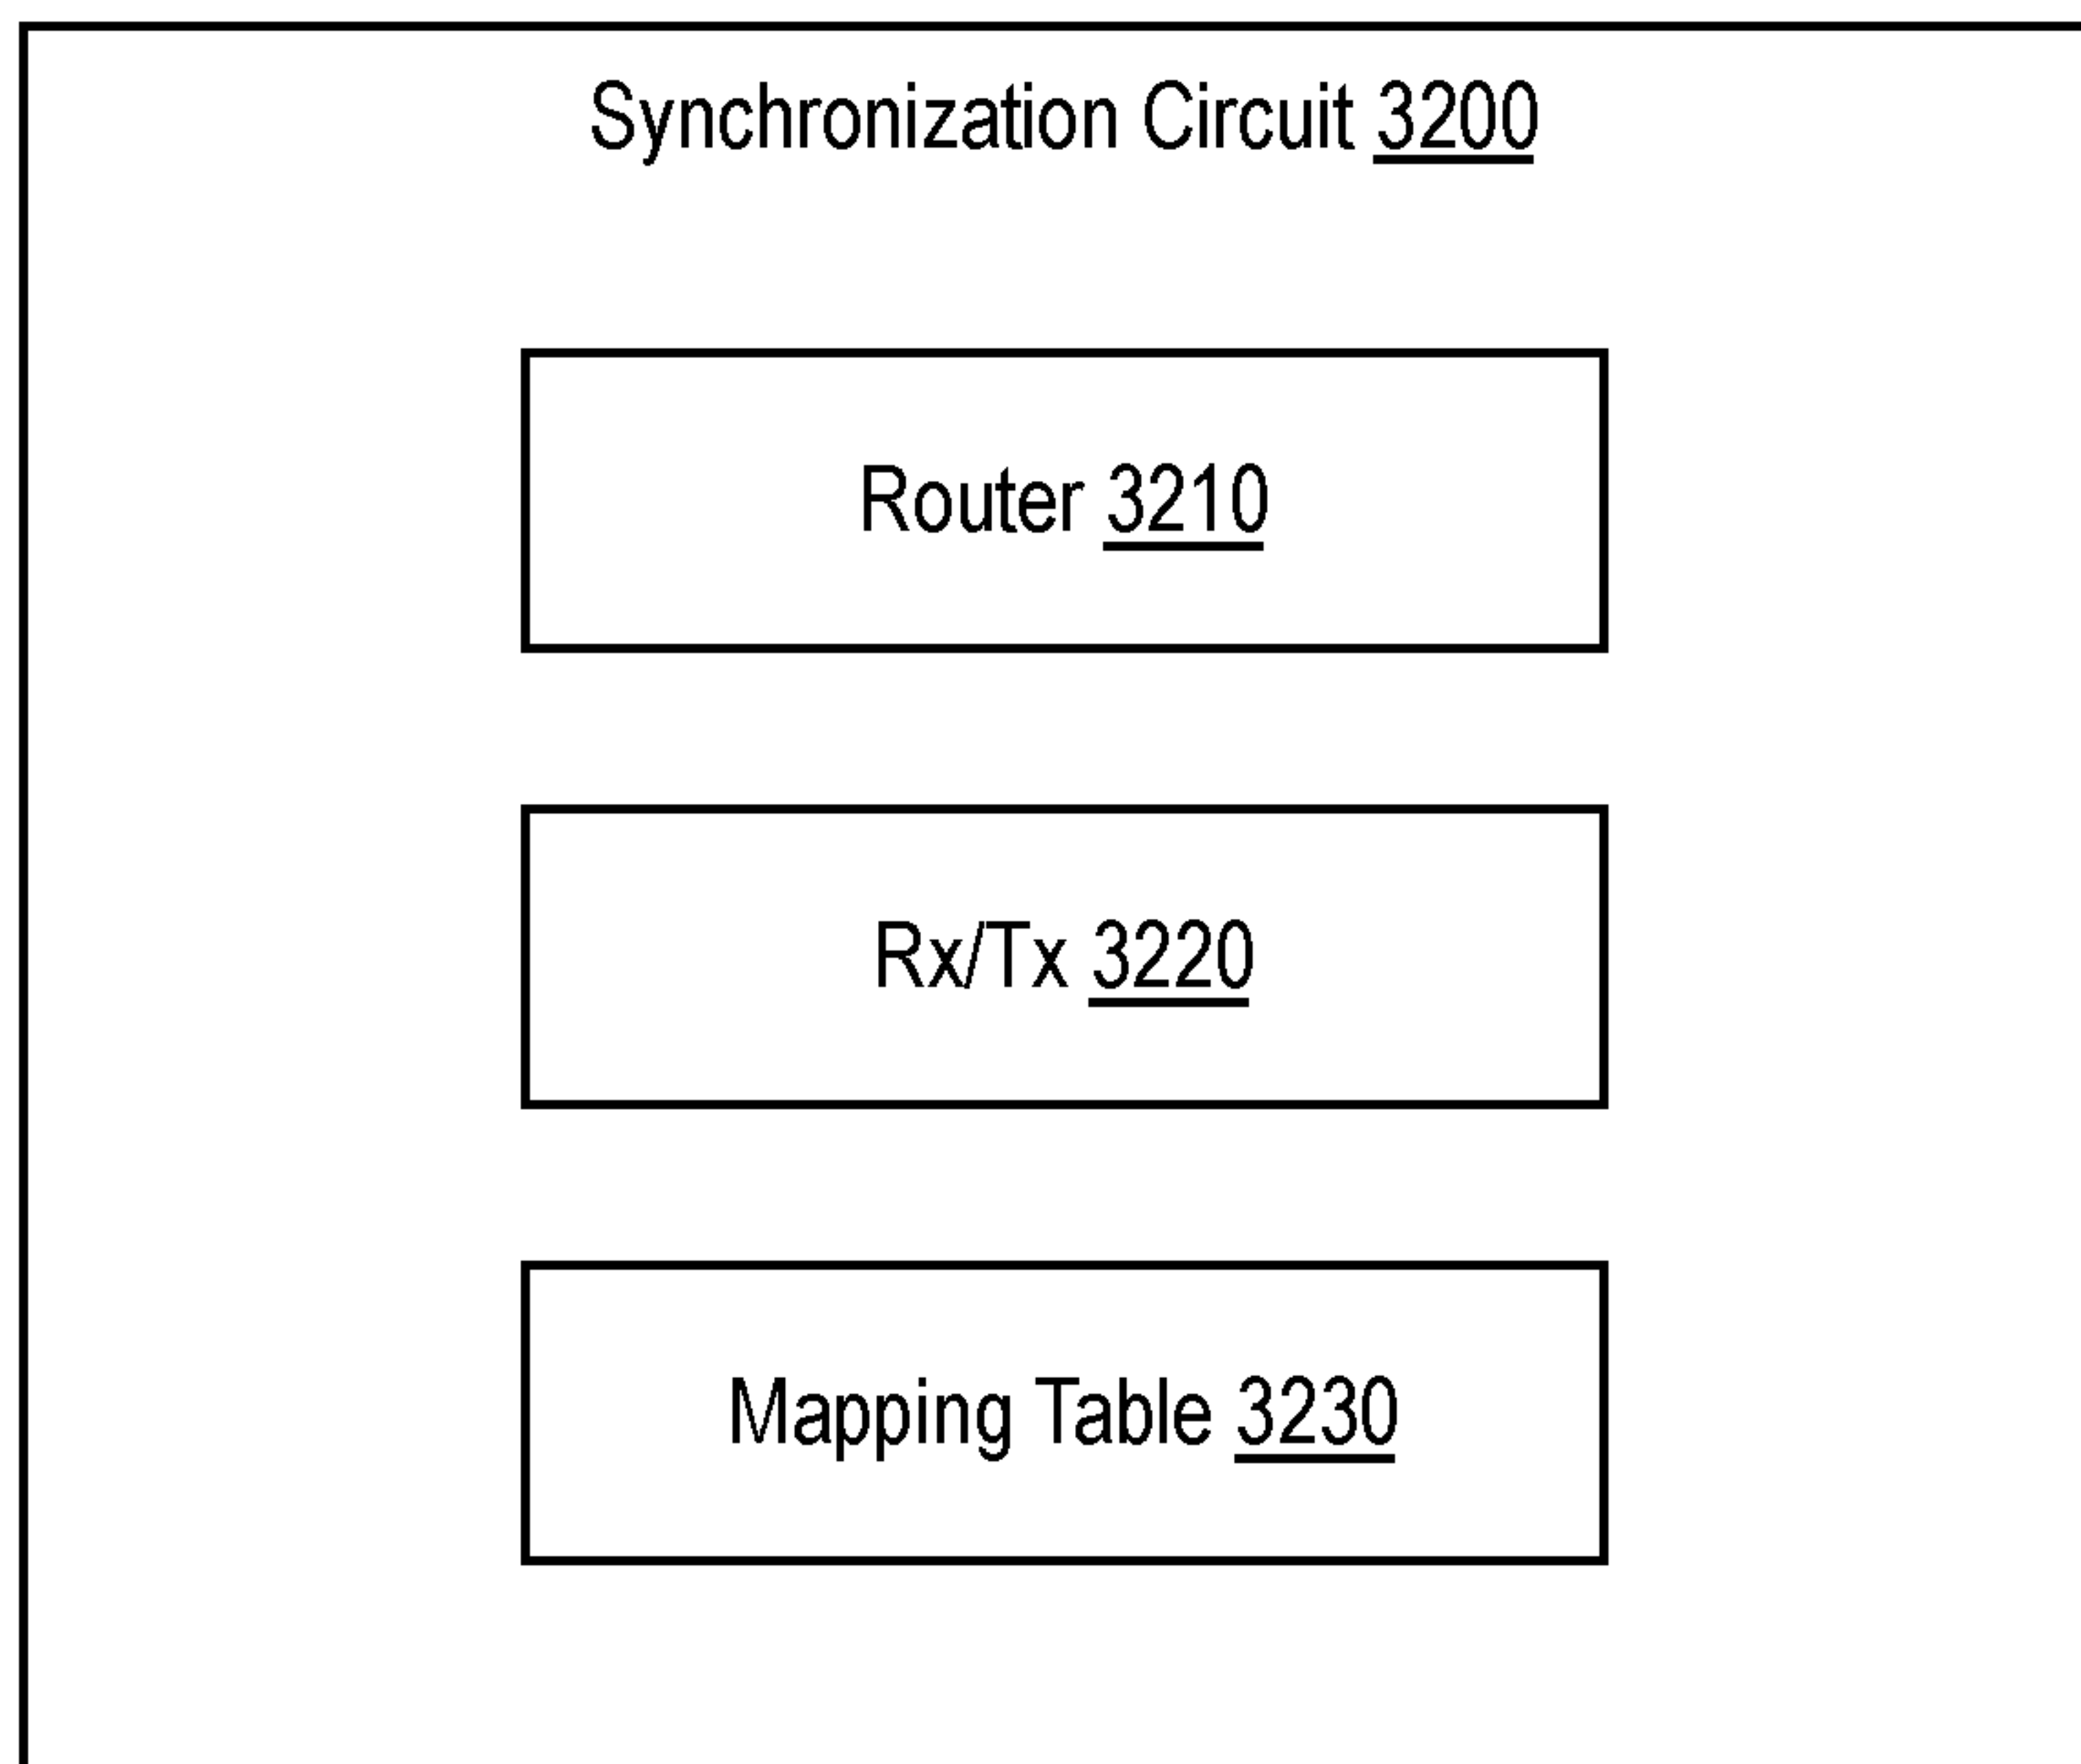 Synchronization Circuit 3200
Router 3210
Rx/Tx 3220
Mapping Table 3230